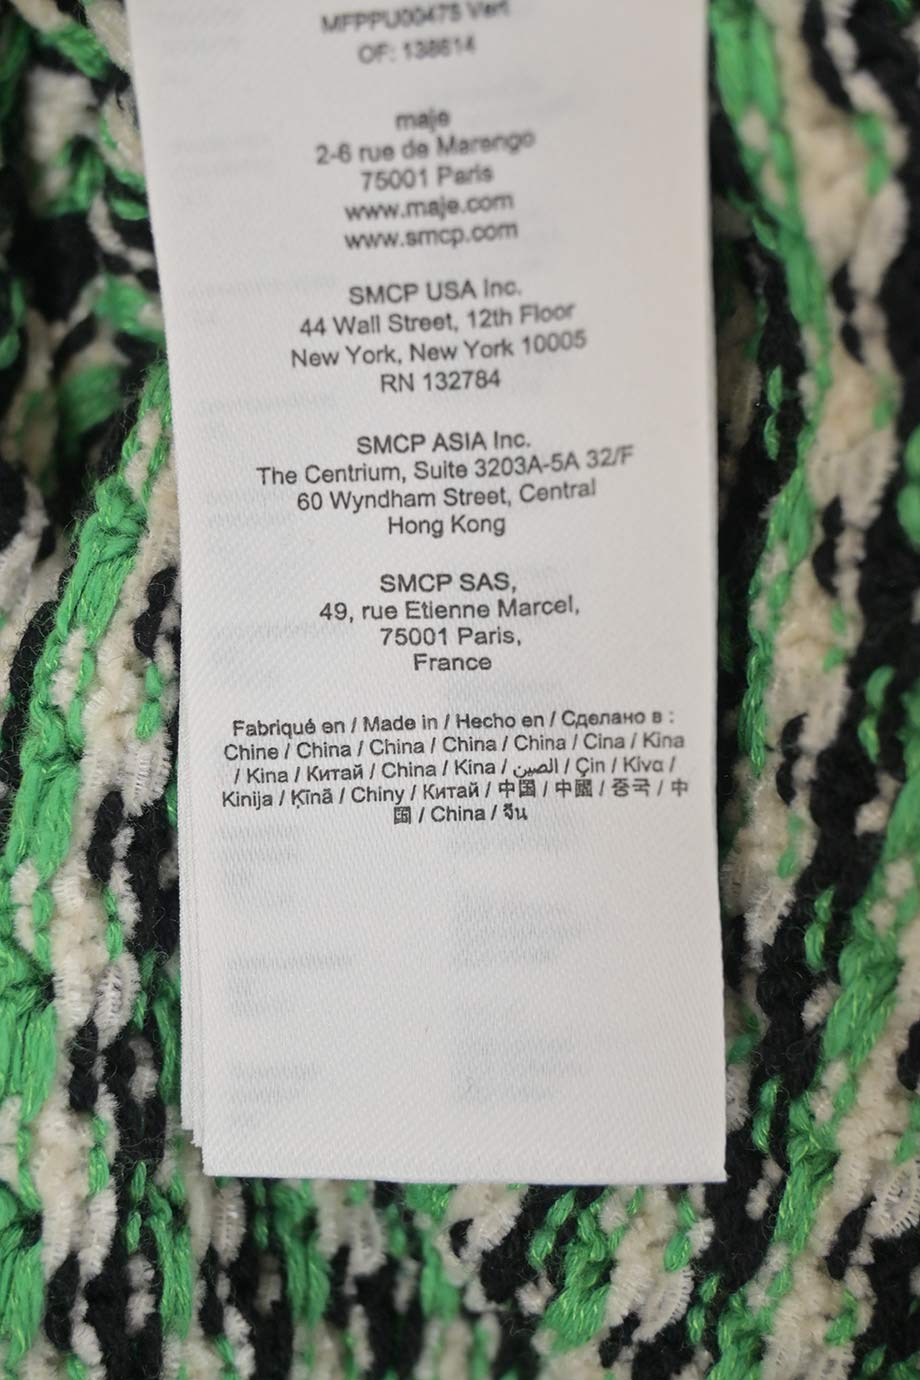 MFPPU00475 Vert
OF: 138614
maje
2-6 rue de Marengo
75001 Paris
www.maje.com
www.smcp.com
SMCP USA Inc.
44 Wall Street, 12th Floor
New York, New York 10005
RN 132784
SMCP ASIA Inc.
The Centrium, Suite 3203A-5A 32/F
60 Wyndham Street, Central
Hong Kong
SMCP SAS,
49, rue Etienne Marcel,
75001 Paris,
France
Fabriqué en / Made in / Hecho en / Сделано в :
Chine / China / China / China / China / Cina / Kina
/ Kina / Китай / China / Kina / الصين / Çin / Κίνα /
Kinija / Ķīnā / Chiny / Китай / 中国 / 中國 / 중국 / 中
国 / China / จีน